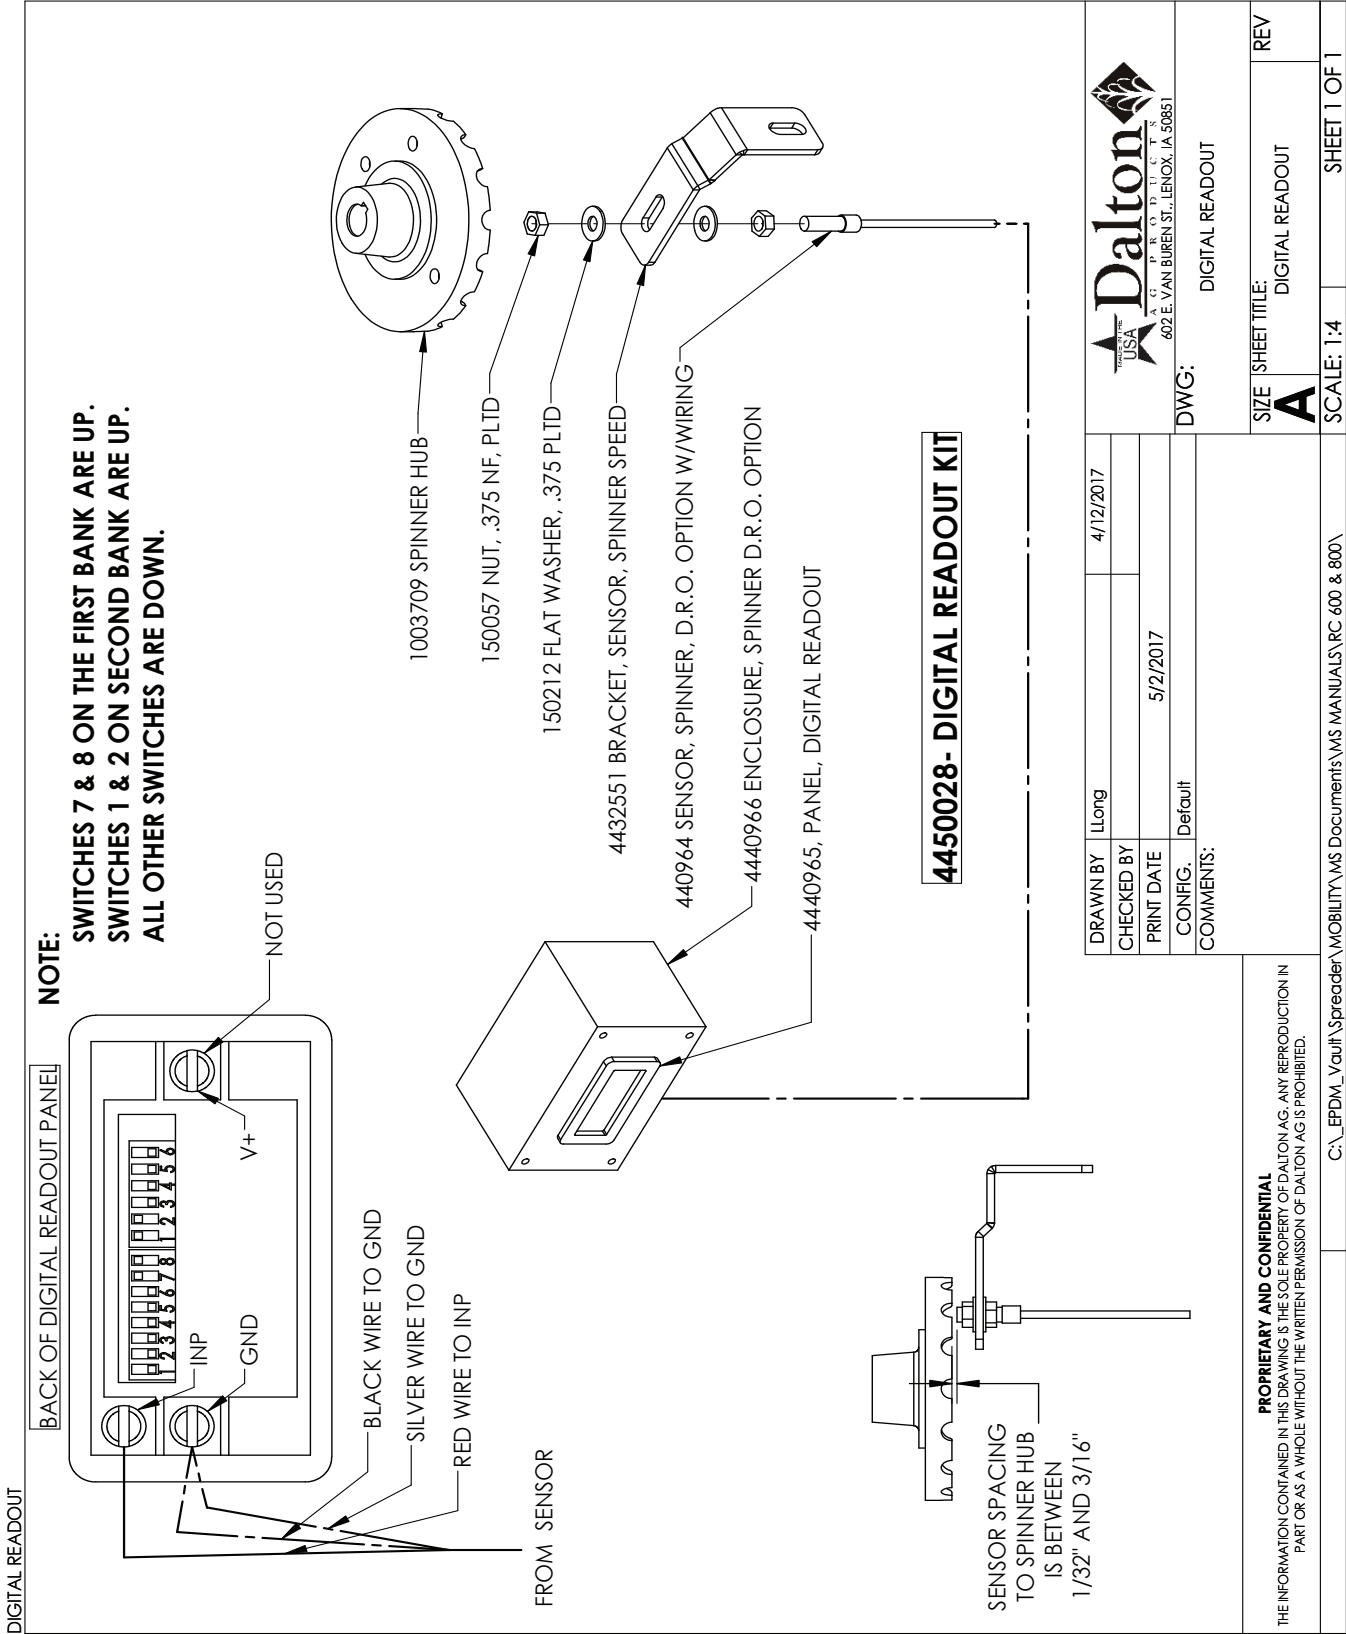 DIGITAL READOUT
BACK OF DIGITAL READOUT PANEL
NOTE:
SWITCHES 7 & 8 ON THE FIRST BANK ARE UP.
SWITCHES 1 & 2 ON SECOND BANK ARE UP.
ALL OTHER SWITCHES ARE DOWN.
1 2 3 4 5 6 7 8 1 2 3 4 5 6
INP
GND
V+
NOT USED
BLACK WIRE TO GND
SILVER WIRE TO GND
RED WIRE TO INP
FROM SENSOR
1003709 SPINNER HUB
150057 NUT, .375 NF, PLTD
150212 FLAT WASHER, .375 PLTD
4432551 BRACKET, SENSOR, SPINNER SPEED
440964 SENSOR, SPINNER, D.R.O. OPTION W/WIRING
4440966 ENCLOSURE, SPINNER D.R.O. OPTION
4440965, PANEL, DIGITAL READOUT
4450028- DIGITAL READOUT KIT
SENSOR SPACING
TO SPINNER HUB
IS BETWEEN
1/32" AND 3/16"
PROPRIETARY AND CONFIDENTIAL
THE INFORMATION CONTAINED IN THIS DRAWING IS THE SOLE PROPERTY OF DALTON AG. ANY REPRODUCTION IN
PART OR AS A WHOLE WITHOUT THE WRITTEN PERMISSION OF DALTON AG IS PROHIBITED.
DRAWN BY LLong 4/12/2017
CHECKED BY
PRINT DATE 5/2/2017
CONFIG. Default
COMMENTS:
MADE IN THE
USA
Dalton
AG PRODUCTS
602 E. VAN BUREN ST., LENOX, IA 50851
DWG:
DIGITAL READOUT
SIZE
A
SHEET TITLE:
DIGITAL READOUT
REV
C:\_EPDM_Vault\Spreader\MOBILITY\MS Documents\MS MANUALS\RC 600 & 800\
SCALE: 1:4
SHEET 1 OF 1